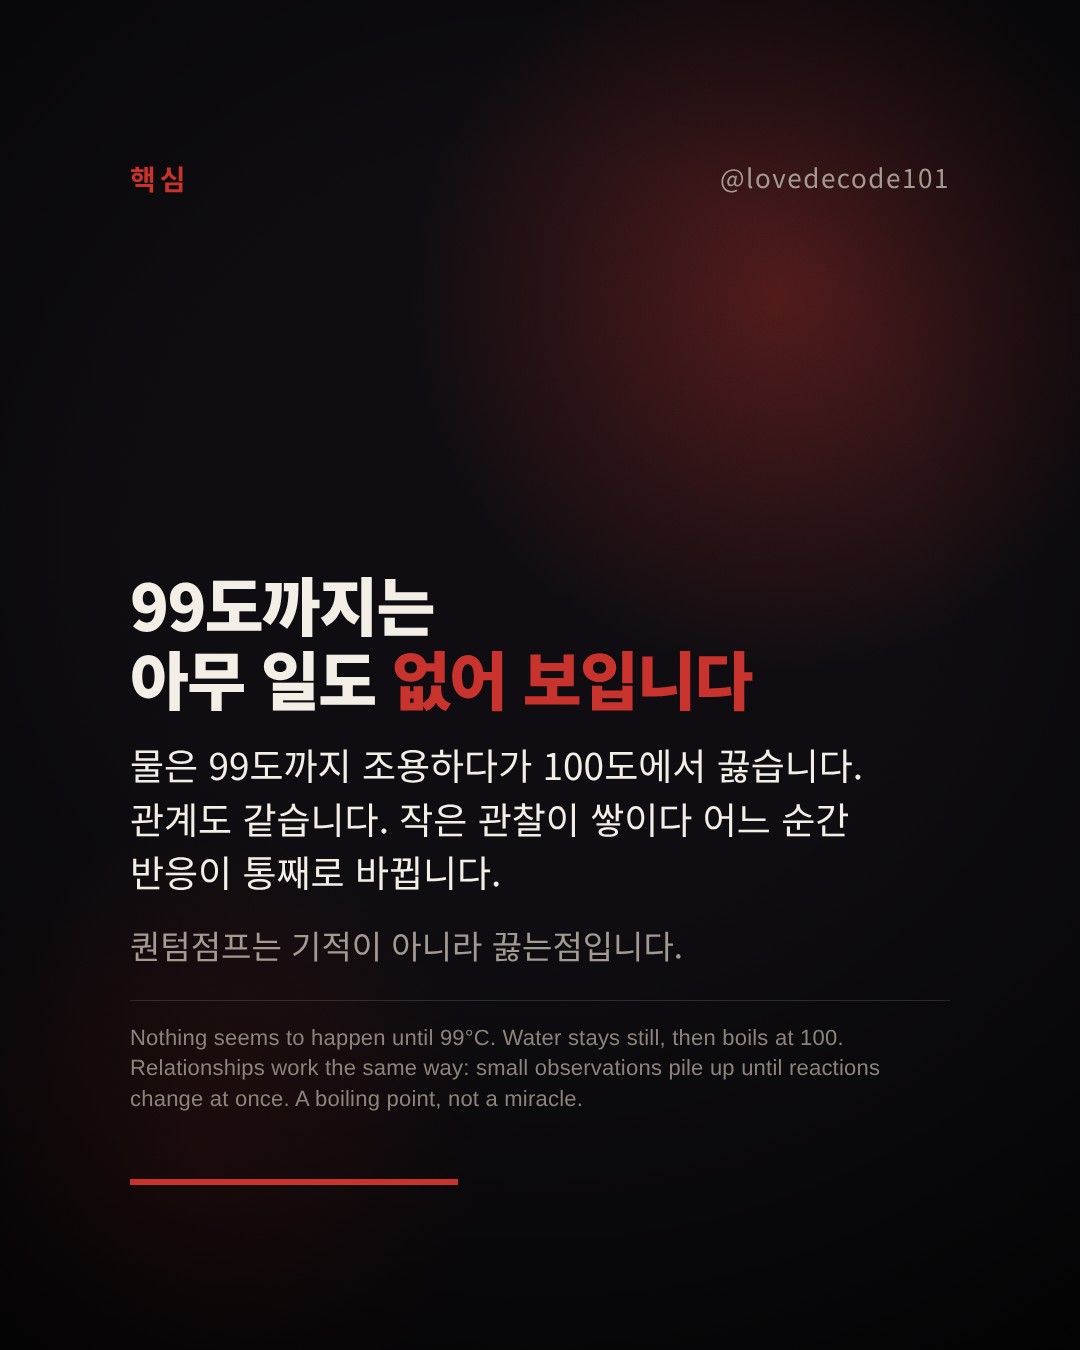 핵심
@lovedecode101
99도까지는
아무 일도 없어 보입니다
물은 99도까지 조용하다가 100도에서 끓습니다.
관계도 같습니다. 작은 관찰이 쌓이다 어느 순간
반응이 통째로 바뀝니다.
퀀텀점프는 기적이 아니라 끓는점입니다.
Nothing seems to happen until 99°C. Water stays still, then boils at 100.
Relationships work the same way: small observations pile up until reactions
change at once. A boiling point, not a miracle.